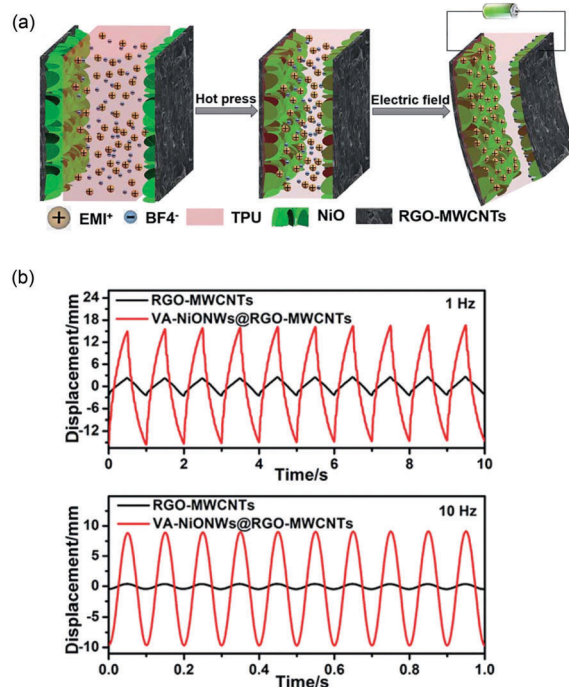 (a)
Hot press
Electric field
+ EMI⁺ - BF4⁻ TPU NiO RGO-MWCNTs
(b)
RGO-MWCNTs 1 Hz
VA-NiONWs@RGO-MWCNTs
Displacement/mm
24
16
8
0
-6
-12
0 2 4 6 8 10
Time/s
RGO-MWCNTs 10 Hz
VA-NiONWs@RGO-MWCNTs
Displacement/mm
10
5
0
-5
-10
0.0 0.2 0.4 0.6 0.8 1.0
Time/s